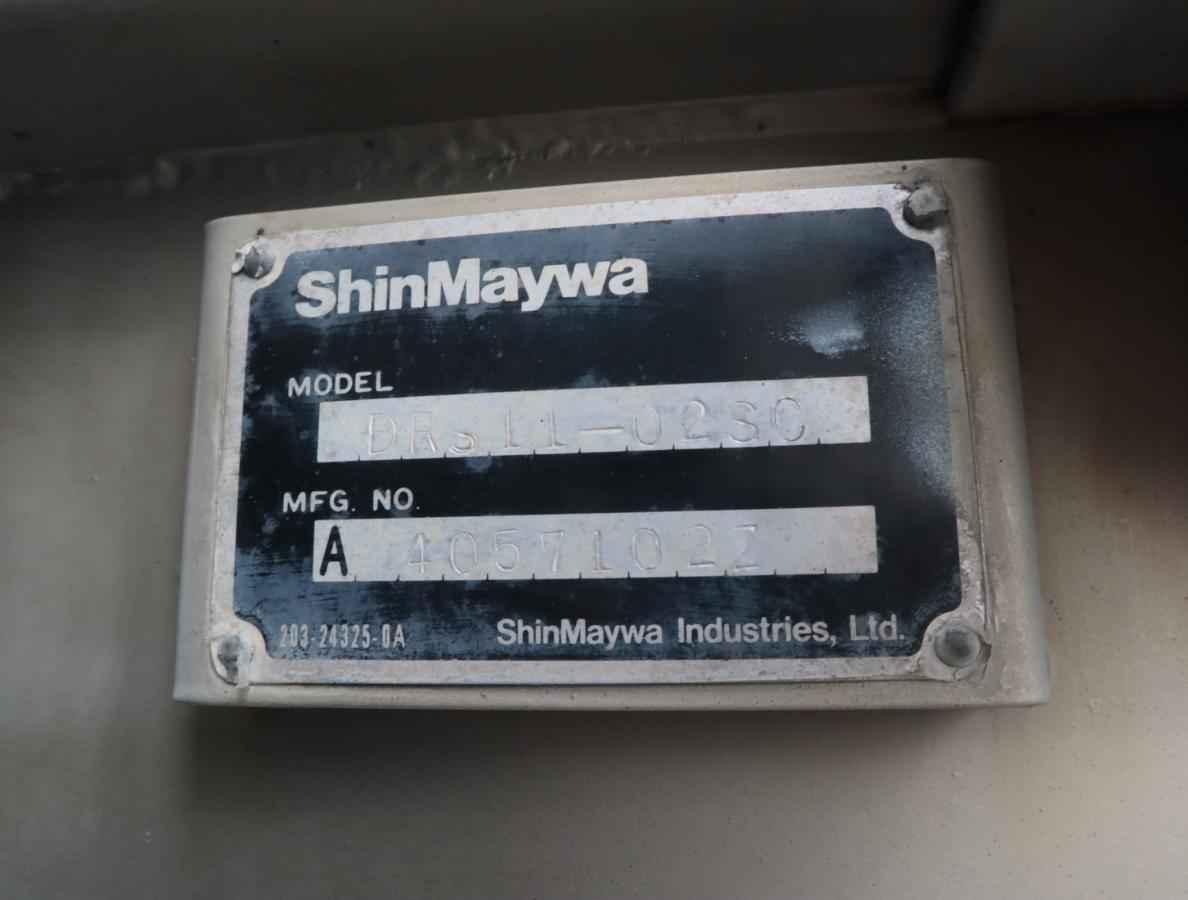 ShinMaywa
MODEL
DRS11-02SC
MFG. NO.
A 40571022
203-24325-0A
ShinMaywa Industries, Ltd.